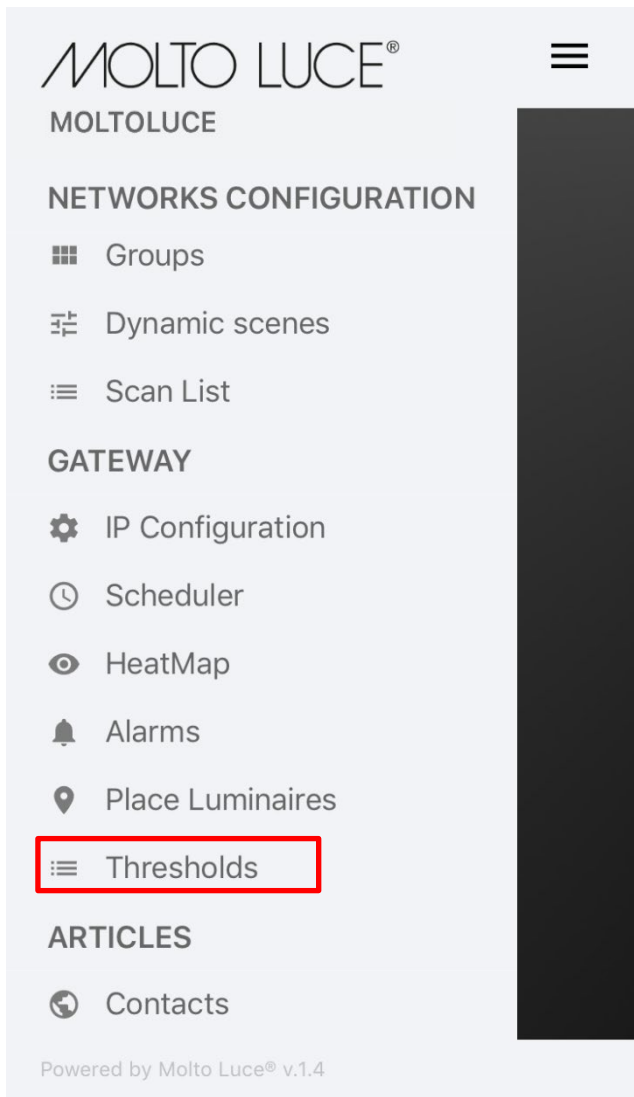 MOLTO LUCE®
MOLTOLUCE
NETWORKS CONFIGURATION
Groups
Dynamic scenes
Scan List
GATEWAY
IP Configuration
Scheduler
HeatMap
Alarms
Place Luminaires
Thresholds
ARTICLES
Contacts
Powered by Molto Luce® v.1.4